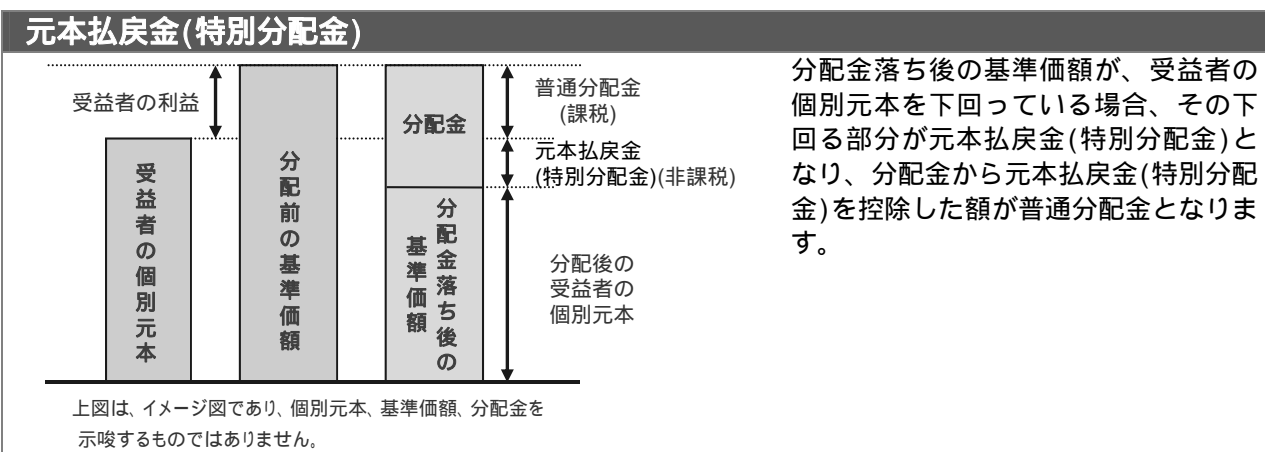 元本払戻金(特別分配金)
受益者の利益
受益者の個別元本
分配前の基準価額
分配金
分配金落ち後の
基準価額
普通分配金
(課税)
元本払戻金
(特別分配金)(非課税)
分配後の
受益者の
個別元本
上図は、イメージ図であり、個別元本、基準価額、分配金を
示唆するものではありません。
分配金落ち後の基準価額が、受益者の
個別元本を下回っている場合、その下
回る部分が元本払戻金(特別分配金)と
なり、分配金から元本払戻金(特別分配
金)を控除した額が普通分配金となりま
す。